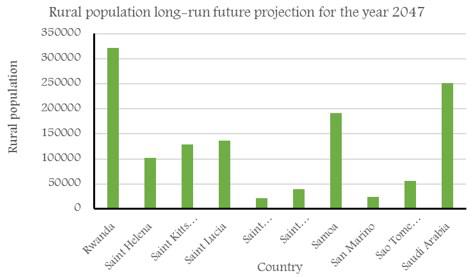 Rural population long-run future projection for the year 2047
350000
300000
250000
200000
150000
100000
50000
0
Rural population
Rwanda
Saint Helena
Saint Kitts...
Saint Lucia
Saint...
Saint...
Samoa
San Marino
Sao Tome...
Saudi Arabia
Country